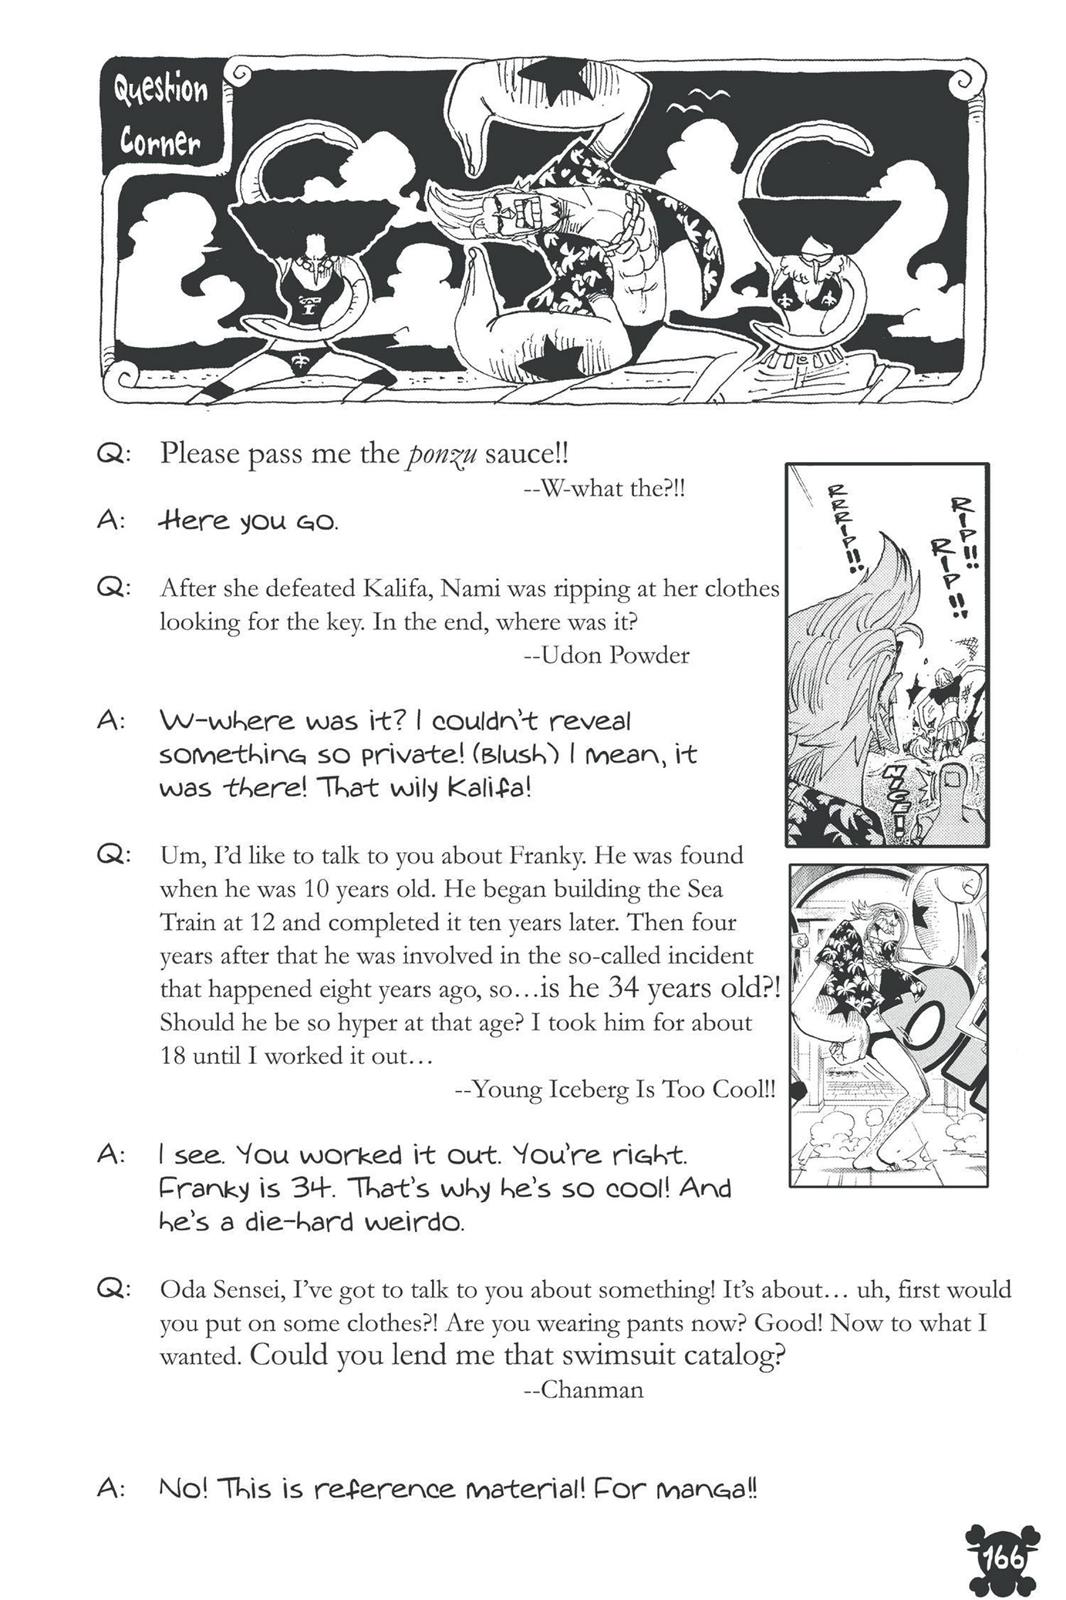 Question
Corner
Q: Please pass me the ponzu sauce!!
--W-what the?!!
A: Here you go.
Q: After she defeated Kalifa, Nami was ripping at her clothes
looking for the key. In the end, where was it?
--Udon Powder
A: W-where was it? I couldn't reveal
something so private! (Blush) I mean, it
was there! That wily Kalifa!
Q: Um, I'd like to talk to you about Franky. He was found
when he was 10 years old. He began building the Sea
Train at 12 and completed it ten years later. Then four
years after that he was involved in the so-called incident
that happened eight years ago, so...is he 34 years old?!
Should he be so hyper at that age? I took him for about
18 until I worked it out...
--Young Iceberg Is Too Cool!!
A: I see. You worked it out. You're right.
Franky is 34. That's why he's so cool! And
he's a die-hard weirdo.
Q: Oda Sensei, I've got to talk to you about something! It's about... uh, first would
you put on some clothes?! Are you wearing pants now? Good! Now to what I
wanted. Could you lend me that swimsuit catalog?
--Chanman
A: No! This is reference material! For manga!!
RIP!!
RIP!!
RRRIP!!
NICE!
166